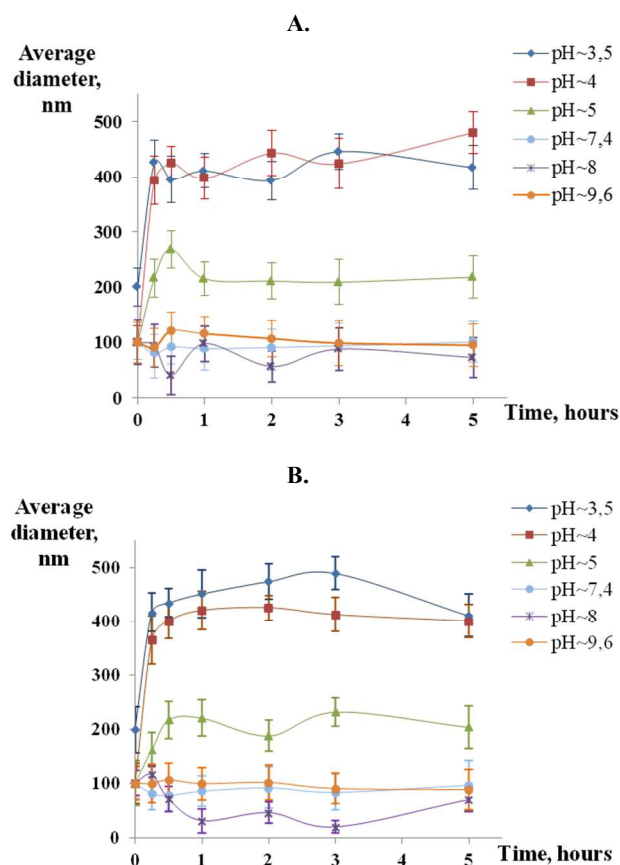 A.
Average
diameter,
nm
pH~3,5
pH~4
pH~5
pH~7,4
pH~8
pH~9,6
500
400
300
200
100
0
0 1 2 3 4 5
Time, hours
B.
Average
diameter,
nm
pH~3,5
pH~4
pH~5
pH~7,4
pH~8
pH~9,6
500
400
300
200
100
0
0 1 2 3 4 5
Time, hours